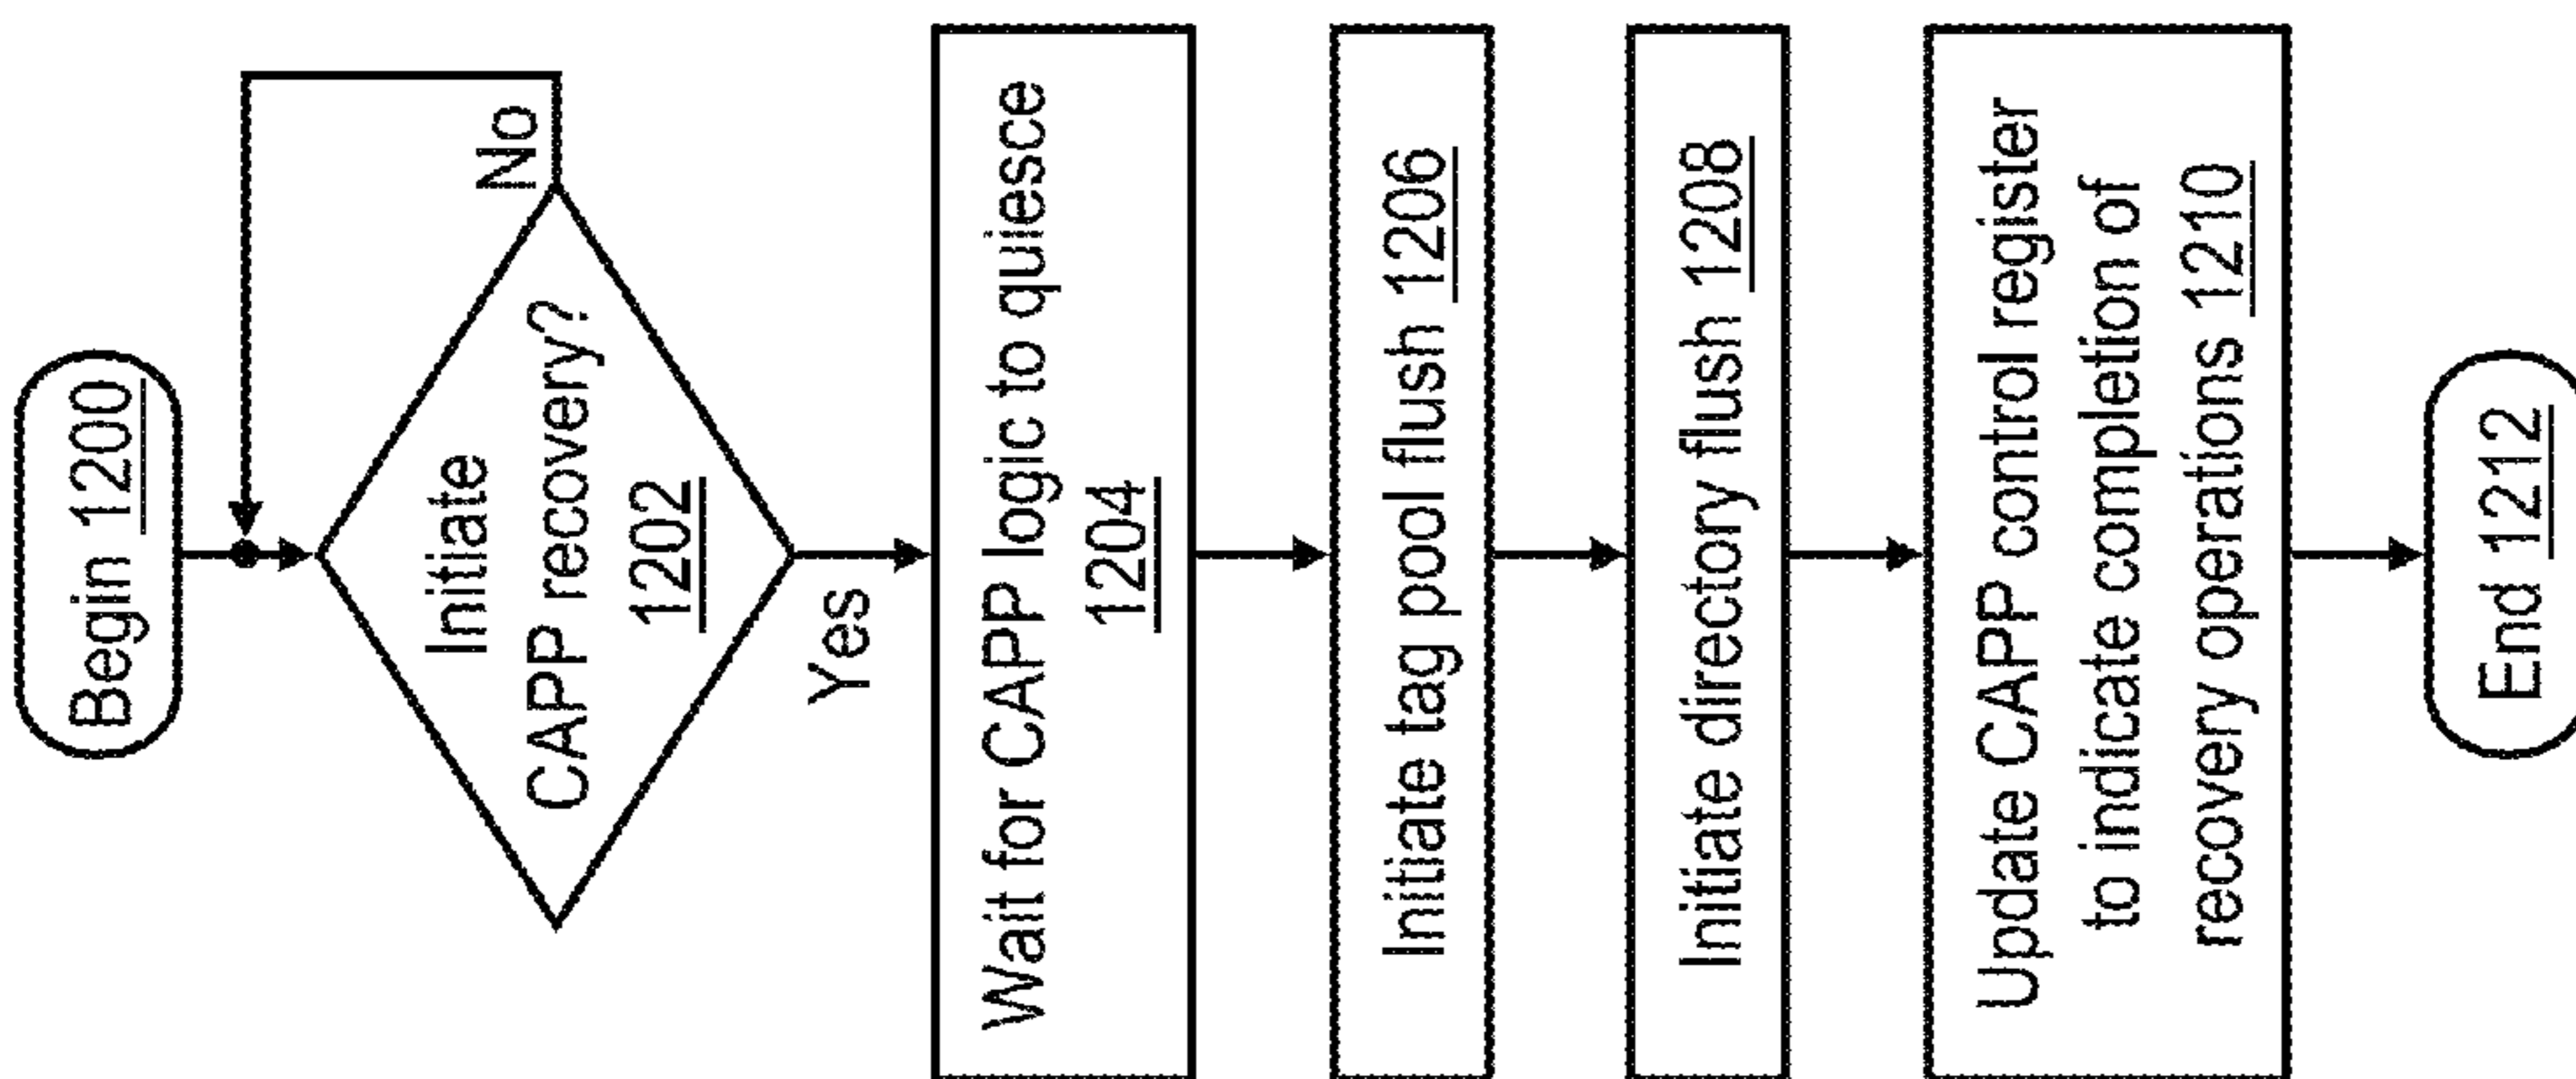 Begin 1200
Initiate
CAPP recovery?
1202
No
Yes
Wait for CAPP logic to quiesce
1204
Initiate tag pool flush 1206
Initiate directory flush 1208
Update CAPP control register
to indicate completion of
recovery operations 1210
End 1212